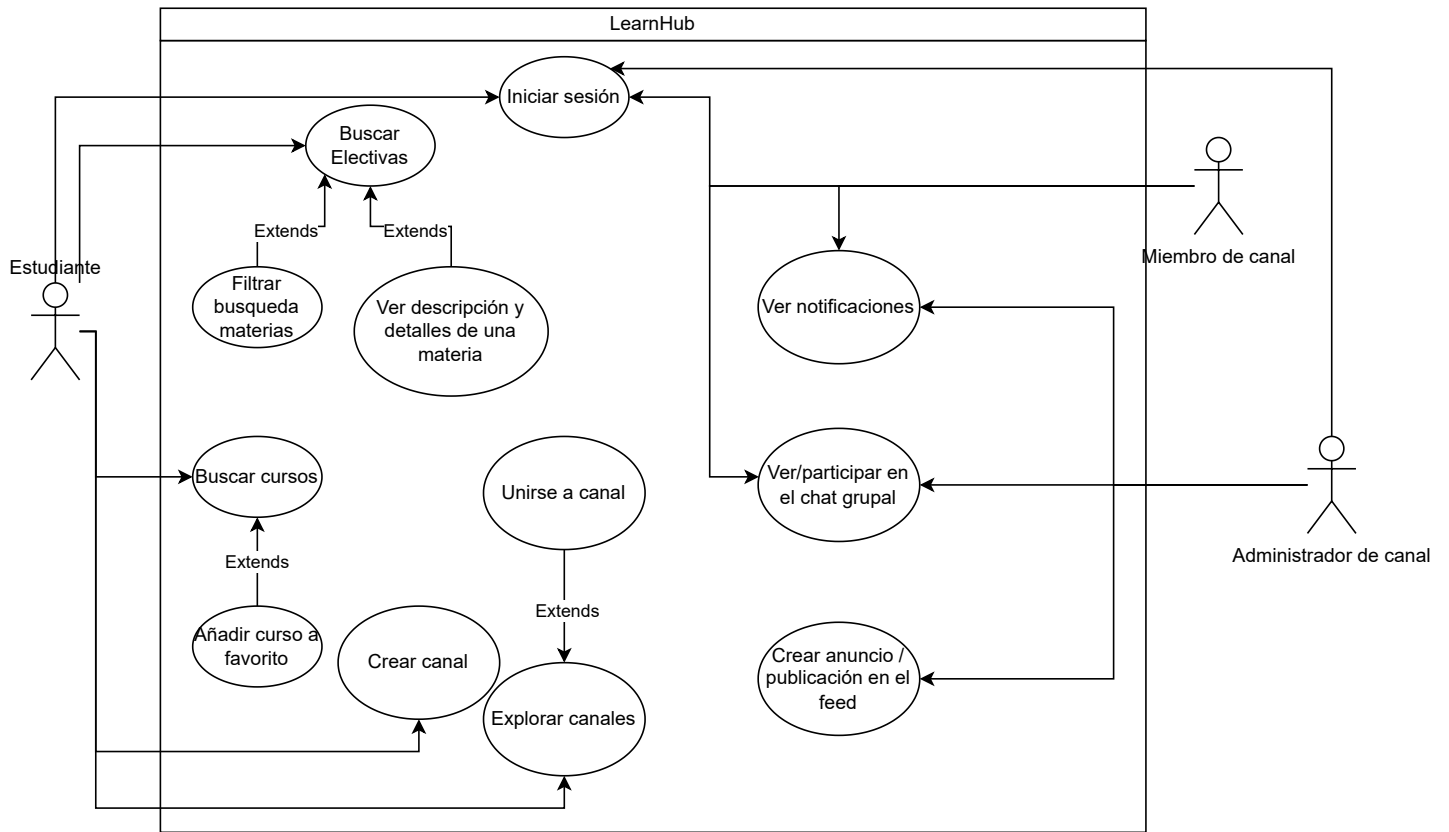 LearnHub
Iniciar sesión
Buscar
Electivas
Extends
Extends
Miembro de canal
Estudiante
Filtrar
busqueda
materias
Ver descripción y
detalles de una
materia
Ver notificaciones
Buscar cursos
Unirse a canal
Ver/participar en
el chat grupal
Administrador de canal
Extends
Extends
Añadir curso a
favorito
Crear canal
Explorar canales
Crear anuncio /
publicación en el
feed